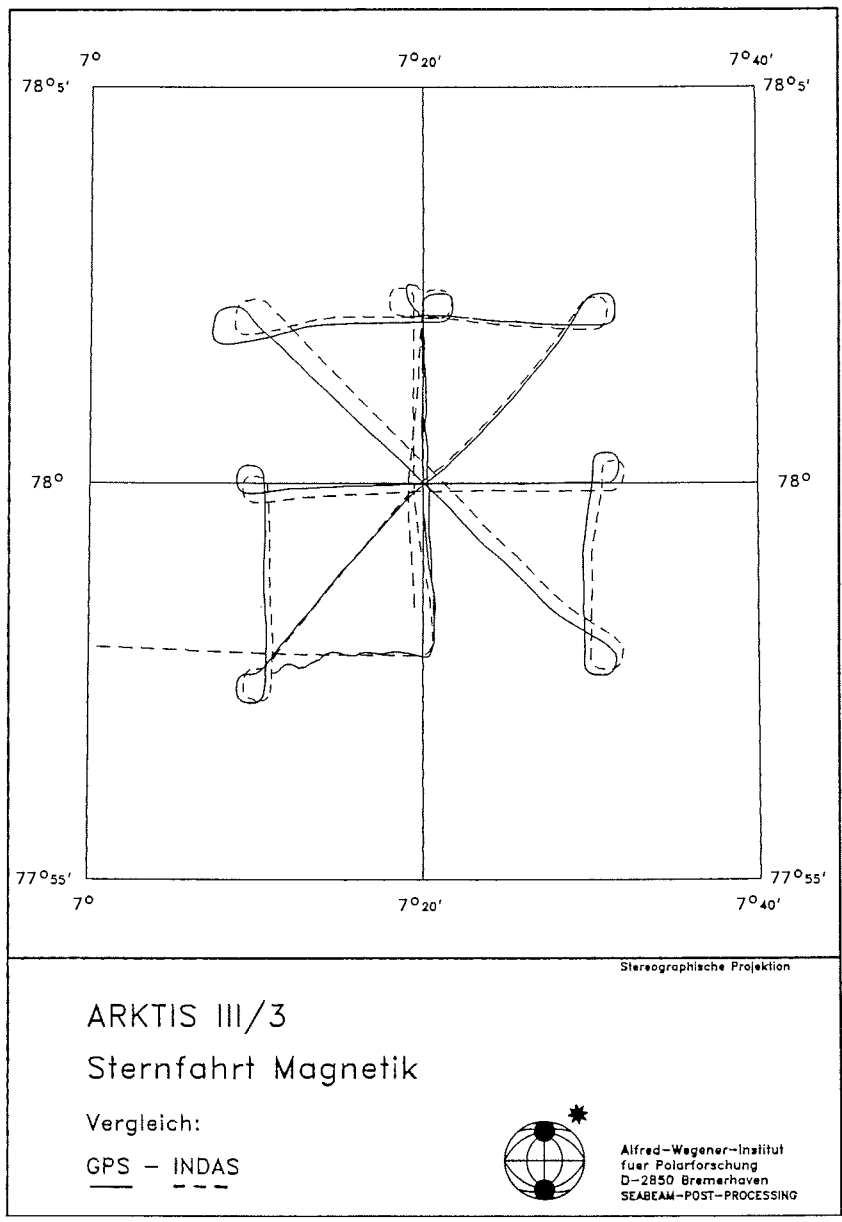 7° 7°20' 7°40'
78°5' 78°5'
78° 78°
77°55' 77°55'
7° 7°20' 7°40'
Stereographische Projektion
ARKTIS III/3
Sternfahrt Magnetik
Vergleich:
GPS - INDAS
Alfred-Wegener-Institut
fuer Polarforschung
D-2850 Bremerhaven
SEABEAM-POST-PROCESSING